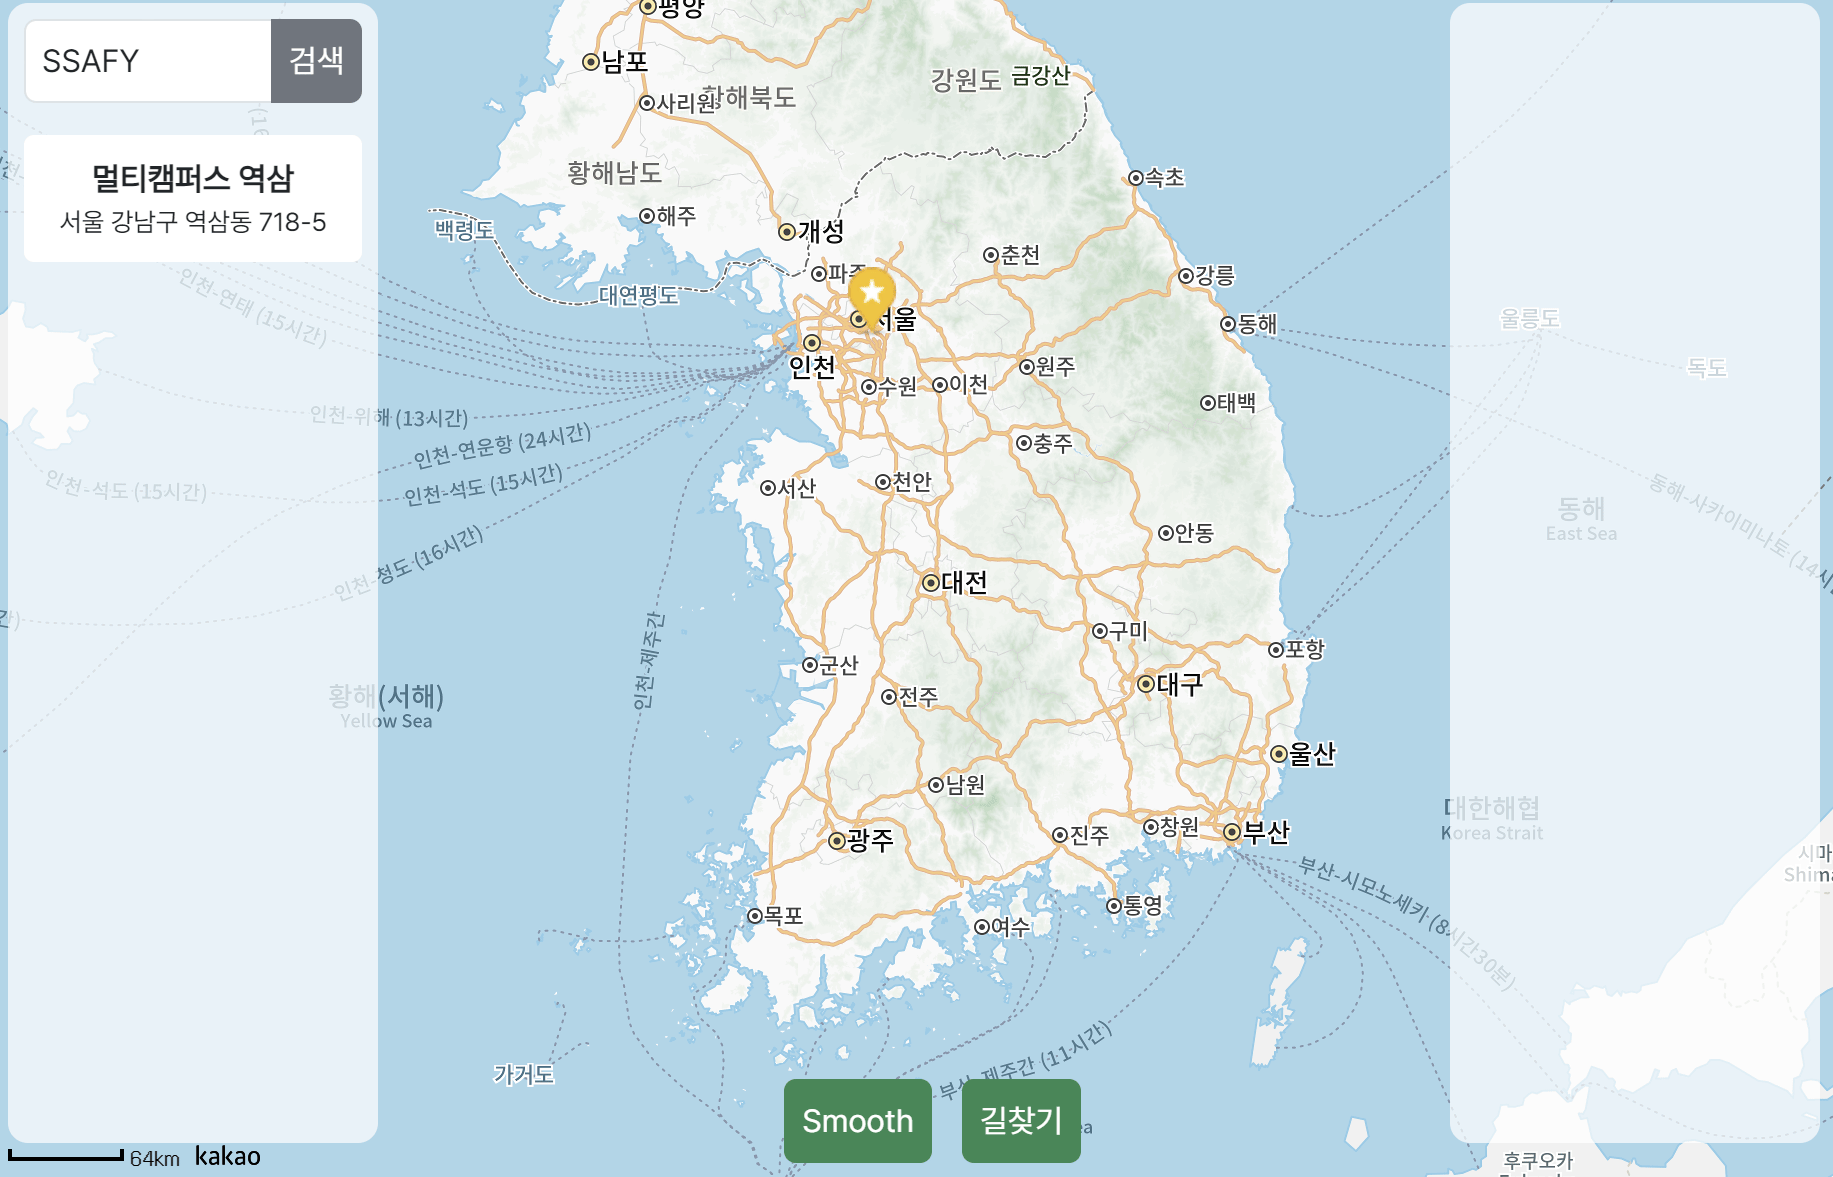 SSAFY
검색
멀티캠퍼스 역삼
서울 강남구 역삼동 718-5
평양
남포
사리원
황해북도
강원도
금강산
황해남도
해주
백령도
개성
속초
춘천
강릉
대연평도
서울
동해
인천
수원
이천
원주
태백
울릉도
독도
인천-연태 (15시간)
인천-위해 (13시간)
인천-연운항 (24시간)
인천-석도 (15시간)
인천-석도 (15시간)
인천-청도 (16시간)
충주
서산
천안
안동
동해
East Sea
동해-사카이미나토 (14시
대전
구미
포항
인천-제주간
군산
전주
대구
황해(서해)
Yellow Sea
울산
남원
광주
진주
창원
부산
대한해협
Korea Strait
시마
Shima
부산-시모노세키 (8시간30분)
목포
여수
통영
가거도
부산-제주간 (11시간)
Smooth
길찾기
64km
kakao
후쿠오카